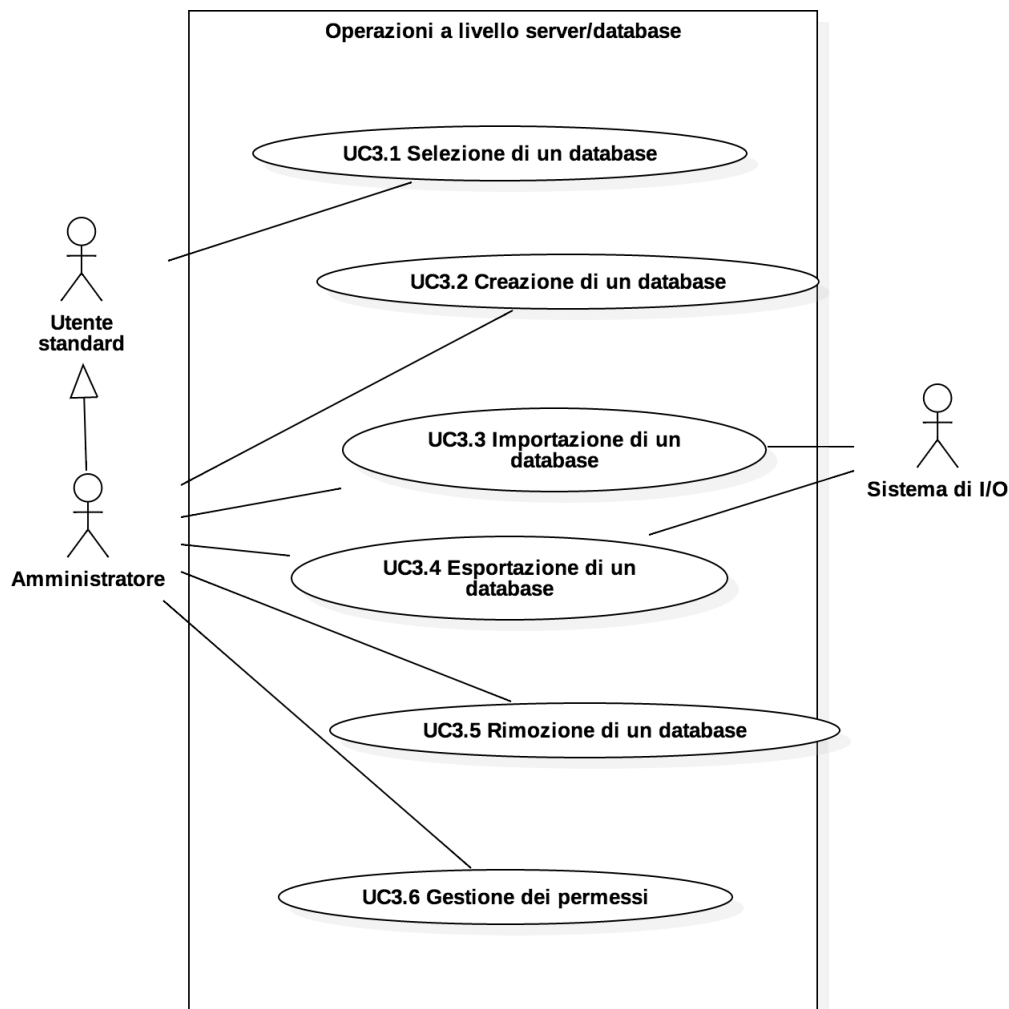 Operazioni a livello server/database
UC3.1 Selezione di un database
UC3.2 Creazione di un database
Utente
standard
UC3.3 Importazione di un
database
Sistema di I/O
UC3.4 Esportazione di un
database
Amministratore
UC3.5 Rimozione di un database
UC3.6 Gestione dei permessi